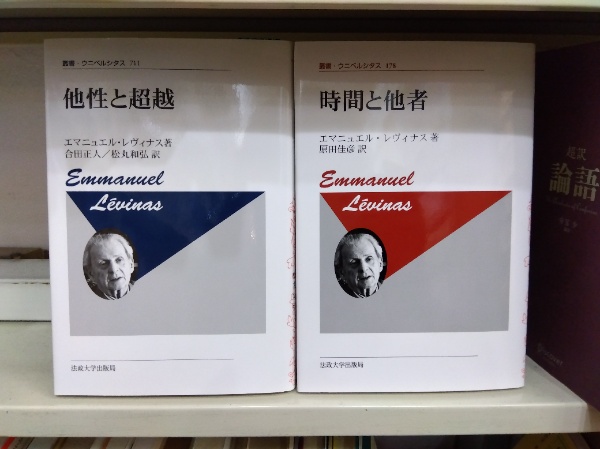 叢書・ウニベルシタス 711
他性と超越
エマニュエル・レヴィナス著
合田正人／松丸和弘 訳
Emmanuel
Lévinas
法政大学出版局
叢書・ウニベルシタス 178
時間と他者
エマニュエル・レヴィナス 著
原田佳彦 訳
Emmanuel
Lévinas
法政大学出版局
超訳
論語